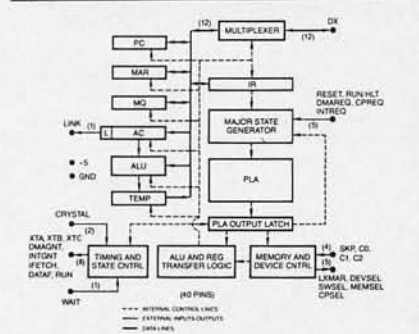 (12)
MULTIPLEXER
DX
(12)
PC
MAR
IR
RESET, RUN/HLT
DMAREQ, CPREQ
INTREQ
MQ
MAJOR STATE
GENERATOR
(5)
LINK
(1)
L
AC
+5
GND
ALU
PLA
TEMP
CRYSTAL
PLA OUTPUT LATCH
(2)
XTA, XTB, XTC
DMAGNT,
INTGNT
IFETCH,
DATAF, RUN
(8)
TIMING AND
STATE CNTRL
ALU AND REG
TRANSFER LOGIC
MEMORY AND
DEVICE CNTRL
(4)
SKP, C0,
C1, C2
(5)
LXMAR, DEVSEL
SWSEL, MEMSEL
CPSEL
WAIT
(1)
(40 PINS)
INTERNAL CONTROL LINES
EXTERNAL INPUTS/OUTPUTS
DATA LINES